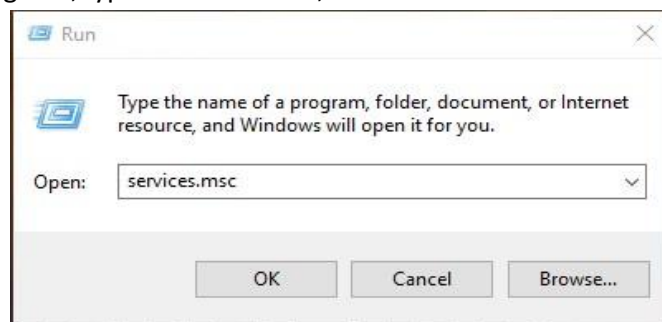 Run
Type the name of a program, folder, document, or Internet
resource, and Windows will open it for you.
Open: services.msc
OK Cancel Browse...